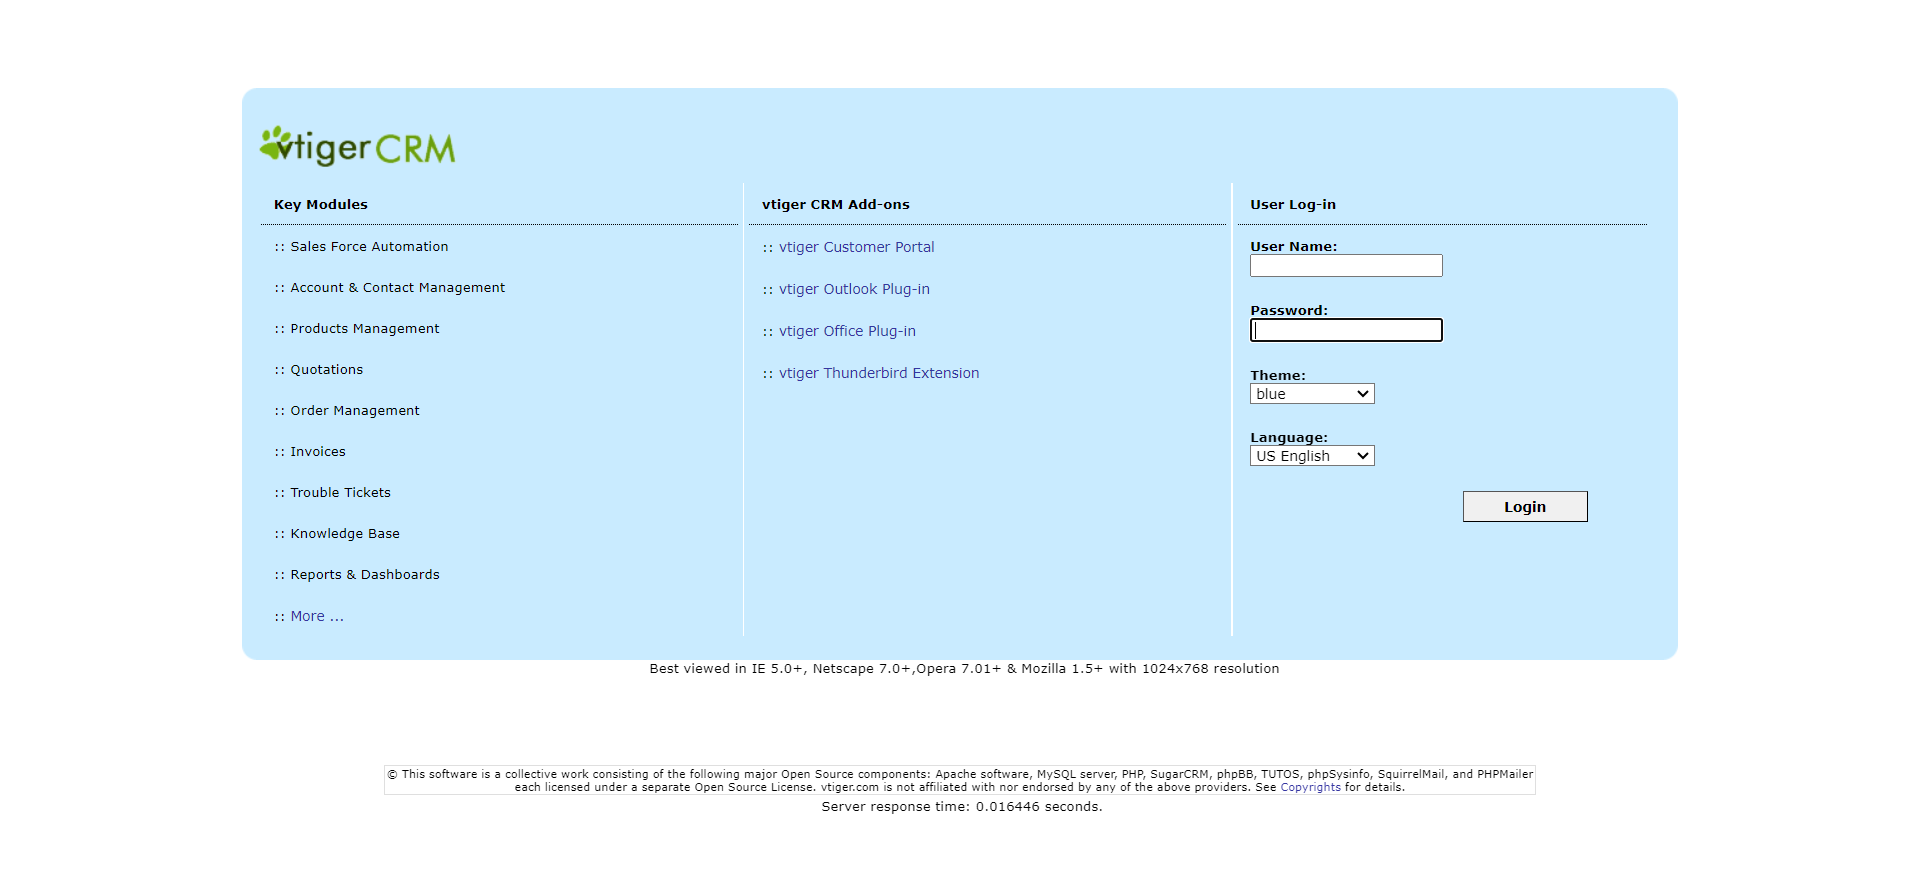 vtiger CRM
Key Modules
:: Sales Force Automation
:: Account & Contact Management
:: Products Management
:: Quotations
:: Order Management
:: Invoices
:: Trouble Tickets
:: Knowledge Base
:: Reports & Dashboards
:: More ...
vtiger CRM Add-ons
:: vtiger Customer Portal
:: vtiger Outlook Plug-in
:: vtiger Office Plug-in
:: vtiger Thunderbird Extension
User Log-in
User Name:
Password:
Theme:
blue
Language:
US English
Login
Best viewed in IE 5.0+, Netscape 7.0+,Opera 7.01+ & Mozilla 1.5+ with 1024x768 resolution
© This software is a collective work consisting of the following major Open Source components: Apache software, MySQL server, PHP, SugarCRM, phpBB, TUTOS, phpSysinfo, SquirrelMail, and PHPMailer
each licensed under a separate Open Source License. vtiger.com is not affiliated with nor endorsed by any of the above providers. See Copyrights for details.
Server response time: 0.016446 seconds.